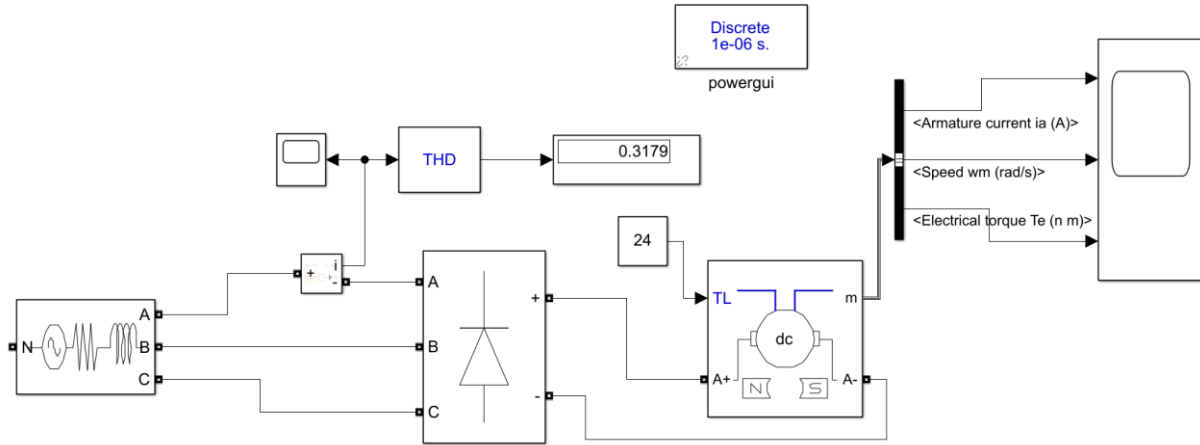 Discrete
1e-06 s.
powergui
<Armature current ia (A)>
THD
0.3179
<Speed wm (rad/s)>
<Electrical torque Te (n m)>
24
i
+
-
A
A
+
TL
m
dc
N
B
B
C
-
A+
N
S
A-
C